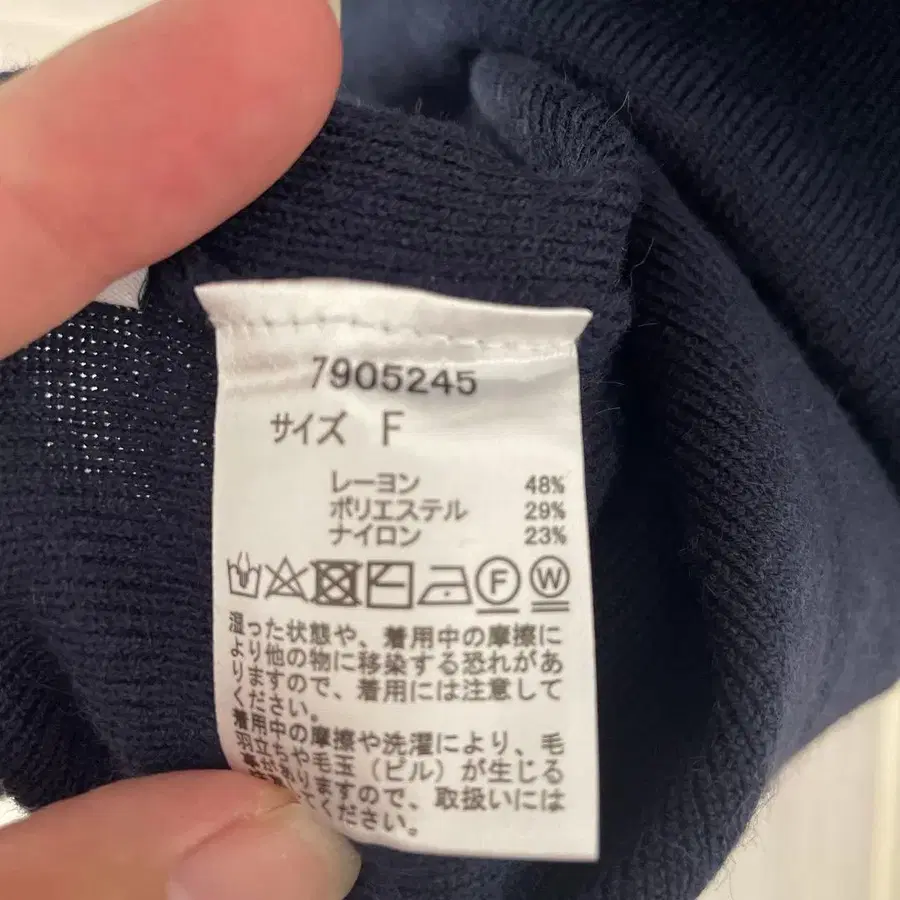 7905245
サイズ F
レーヨン 48%
ポリエステル 29%
ナイロン 23%
F W
湿った状態や、着用中の摩擦に
より他の物に移染する恐れがあ
りますので、着用には注意して
ください。
着用中の摩擦や洗濯により、毛
羽立ちや毛玉(ピル)が生じる
がありますので、取扱いには
ください。